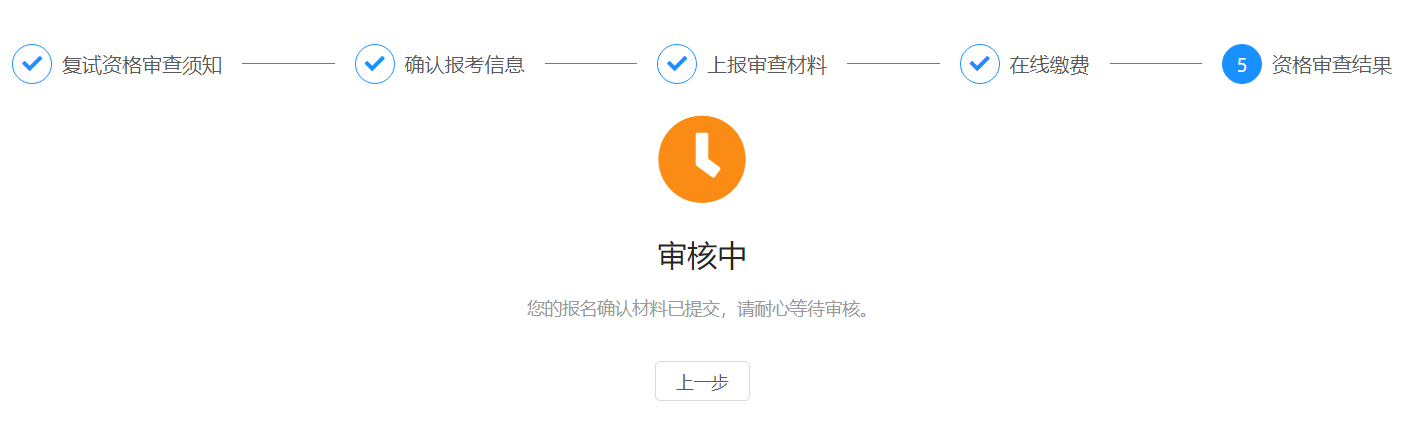 复试资格审查须知
确认报考信息
上报审查材料
在线缴费
5 资格审查结果
审核中
您的报名确认材料已提交，请耐心等待审核。
上一步